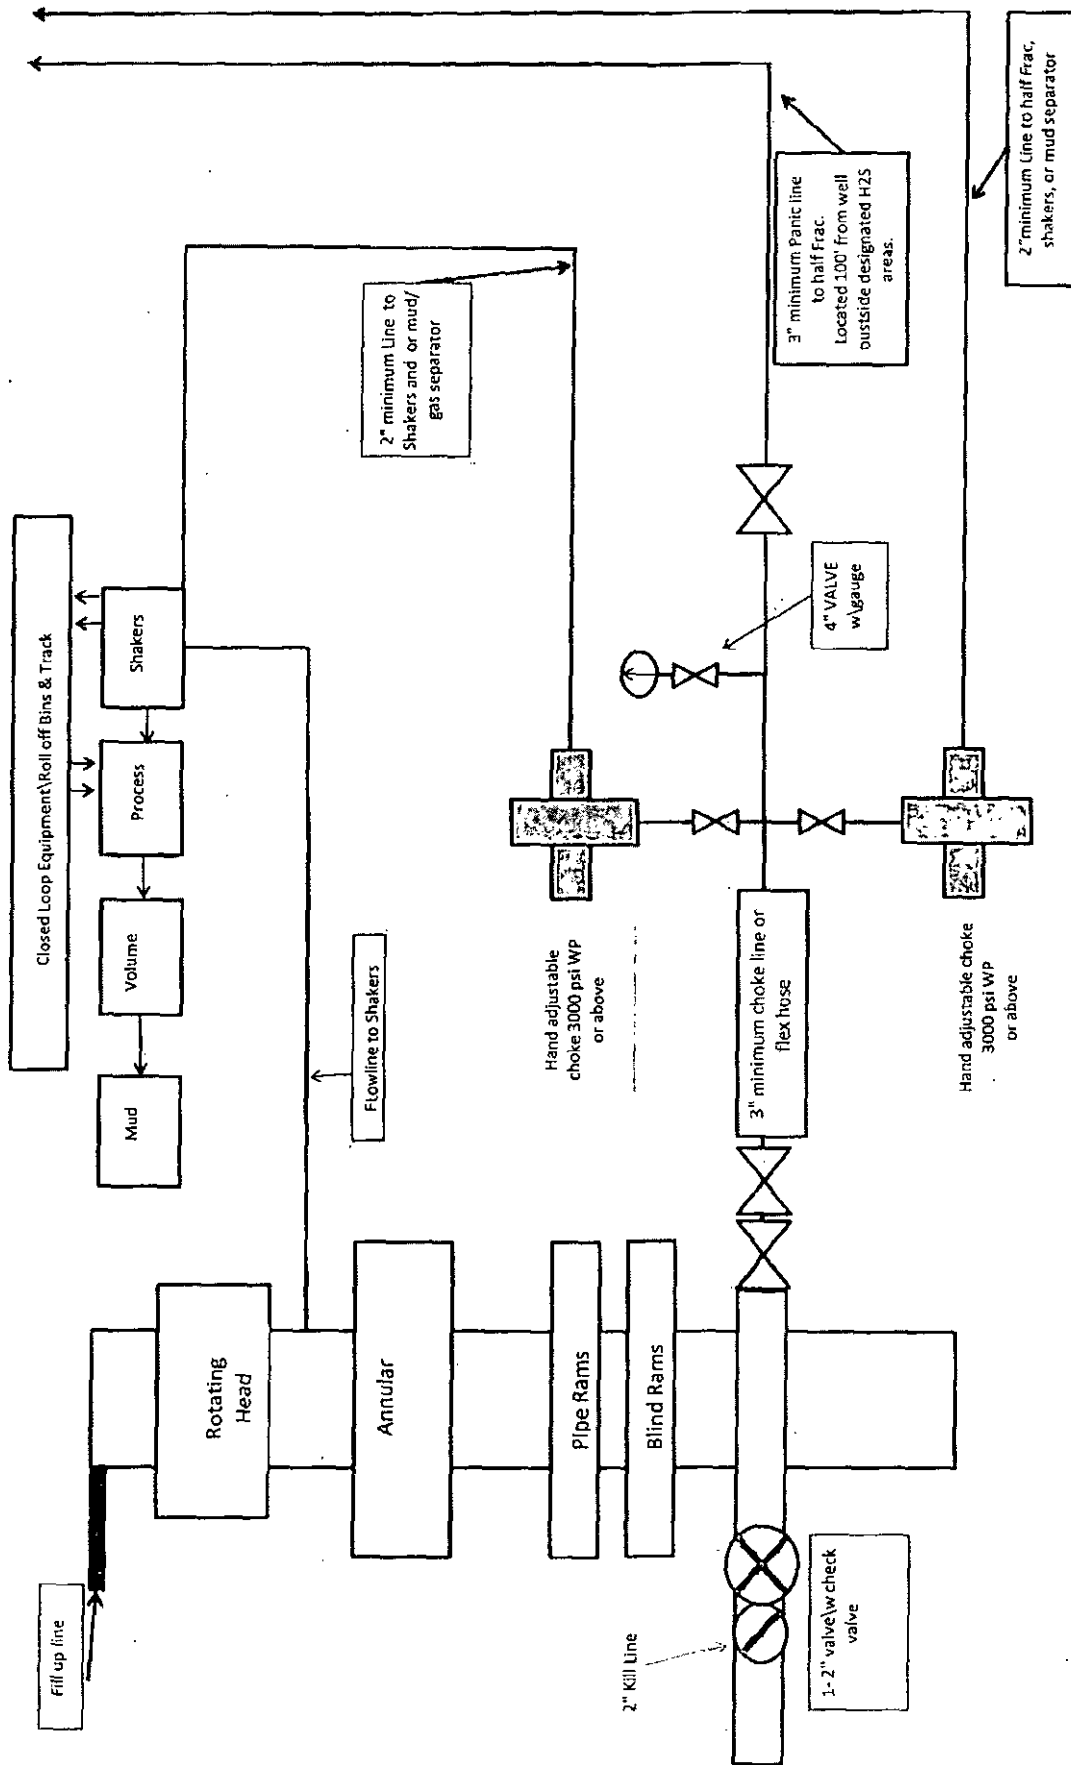 Fill up line
Rotating
Head
Annular
Pipe Rams
Blind Rams
2" Kill Line
1- 2" valve\w check
valve
Closed Loop Equipment\Roll off Bins & Track
Mud
Volume
Process
Shakers
FLowline to Shakers
2" minimum Line to
Shakers and or mud/
gas separator
Hand adjustable
choke 3000 psi WP
or above
3" minimum choke line or
flex hose
4" VALVE
w\gauge
3" minimum Panic line
to half Frac.
Located 100' from well
outside designated H2S
areas.
Hand adjustable choke
3000 psi WP
or above
2"minimum Line to half Frac,
shakers, or mud separator